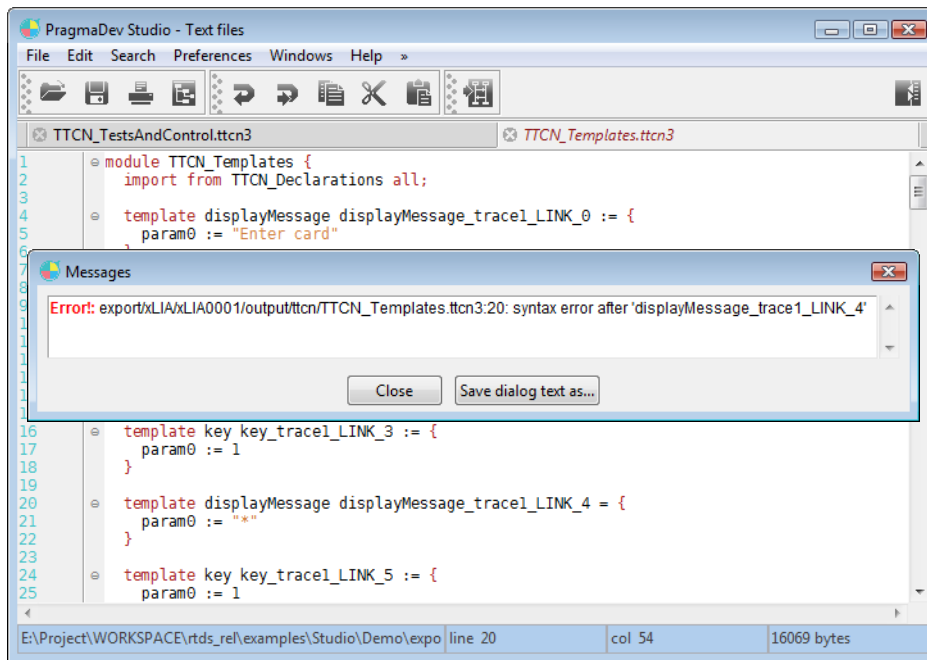 PragmaDev Studio - Text files
File Edit Search Preferences Windows Help »
TTCN_TestsAndControl.ttcn3 TTCN_Templates.ttcn3
1 module TTCN_Templates {
2 import from TTCN_Declarations all;
3
4 template displayMessage displayMessage_trace1_LINK_0 := {
5 param0 := "Enter card"
6
7
Messages
8
9
Error!: export/xLIA/xLIA0001/output/ttcn/TTCN_Templates.ttcn3:20: syntax error after 'displayMessage_trace1_LINK_4'
Close Save dialog text as...
16 template key key_trace1_LINK_3 := {
17 param0 := 1
18 }
19
20 template displayMessage displayMessage_trace1_LINK_4 = {
21 param0 := "*"
22 }
23
24 template key key_trace1_LINK_5 := {
25 param0 := 1
E:\Project\WORKSPACE\rtds_rel\examples\Studio\Demo\expo line 20 col 54 16069 bytes